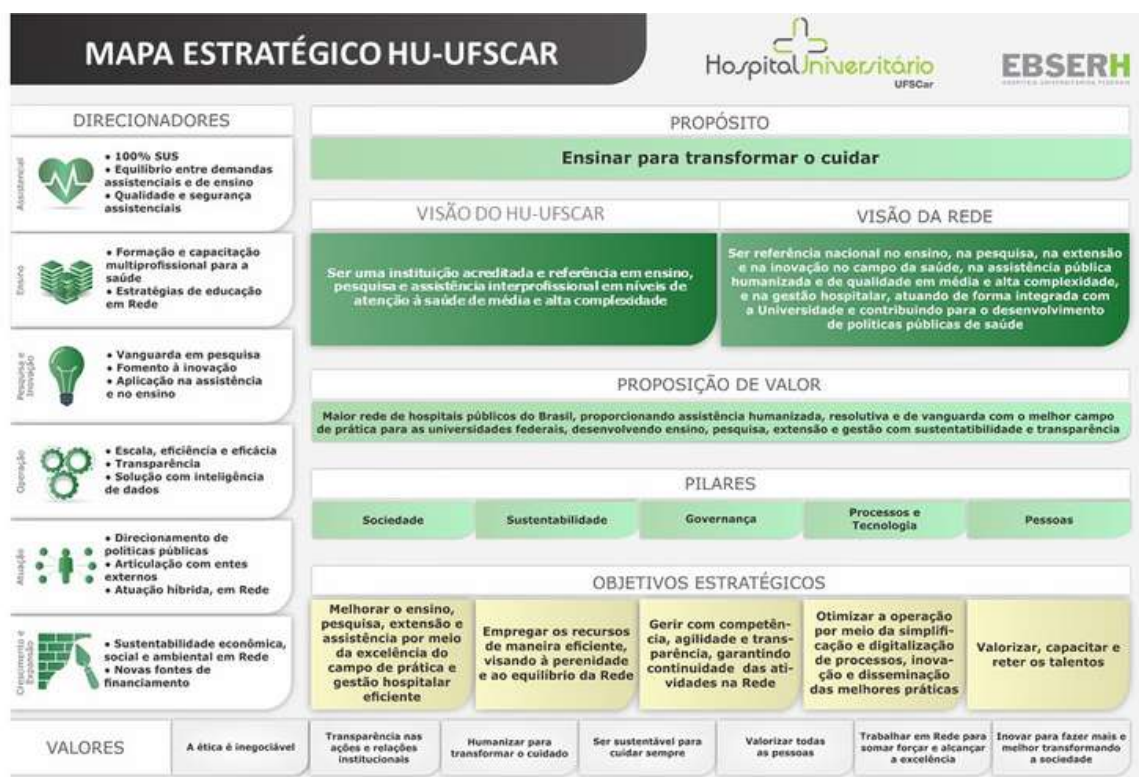 MAPA ESTRATÉGICO HU-UFSCAR
HospitalUniversitário
UFSCar
EBSERH
HOSPITAIS UNIVERSITÁRIOS FEDERAIS
DIRECIONADORES
Assistencial
• 100% SUS
• Equilíbrio entre demandas
assistenciais e de ensino
• Qualidade e segurança
assistenciais
Ensino
• Formação e capacitação
multiprofissional para a
saúde
• Estratégias de educação
em Rede
Pesquisa e
Inovação
• Vanguarda em pesquisa
• Fomento à inovação
• Aplicação na assistência
e no ensino
Operação
• Escala, eficiência e eficácia
• Transparência
• Solução com inteligência
de dados
Atuação
• Direcionamento de
políticas públicas
• Articulação com entes
externos
• Atuação híbrida, em Rede
Crescimento e
Expansão
• Sustentabilidade econômica,
social e ambiental em Rede
• Novas fontes de
financiamento
PROPÓSITO
Ensinar para transformar o cuidar
VISÃO DO HU-UFSCAR
Ser uma instituição acreditada e referência em ensino,
pesquisa e assistência interprofissional em níveis de
atenção à saúde de média e alta complexidade
VISÃO DA REDE
Ser referência nacional no ensino, na pesquisa, na extensão
e na inovação no campo da saúde, na assistência pública
humanizada e de qualidade em média e alta complexidade,
e na gestão hospitalar, atuando de forma integrada com
a Universidade e contribuindo para o desenvolvimento
de políticas públicas de saúde
PROPOSIÇÃO DE VALOR
Maior rede de hospitais públicos do Brasil, proporcionando assistência humanizada, resolutiva e de vanguarda com o melhor campo
de prática para as universidades federais, desenvolvendo ensino, pesquisa, extensão e gestão com sustentatibilidade e transparência
PILARES
Sociedade
Sustentabilidade
Governança
Processos e
Tecnologia
Pessoas
OBJETIVOS ESTRATÉGICOS
Melhorar o ensino,
pesquisa, extensão e
assistência por meio
da excelência do
campo de prática e
gestão hospitalar
eficiente
Empregar os recursos
de maneira eficiente,
visando à perenidade
e ao equilíbrio da Rede
Gerir com competên-
cia, agilidade e trans-
parência, garantindo
continuidade das ati-
vidades na Rede
Otimizar a operação
por meio da simplifi-
cação e digitalização
de processos, inova-
ção e disseminação
das melhores práticas
Valorizar, capacitar e
reter os talentos
VALORES
A ética é inegociável
Transparência nas
ações e relações
institucionais
Humanizar para
transformar o cuidado
Ser sustentável para
cuidar sempre
Valorizar todas
as pessoas
Trabalhar em Rede para
somar forçar e alcançar
a excelência
Inovar para fazer mais e
melhor transformando
a sociedade